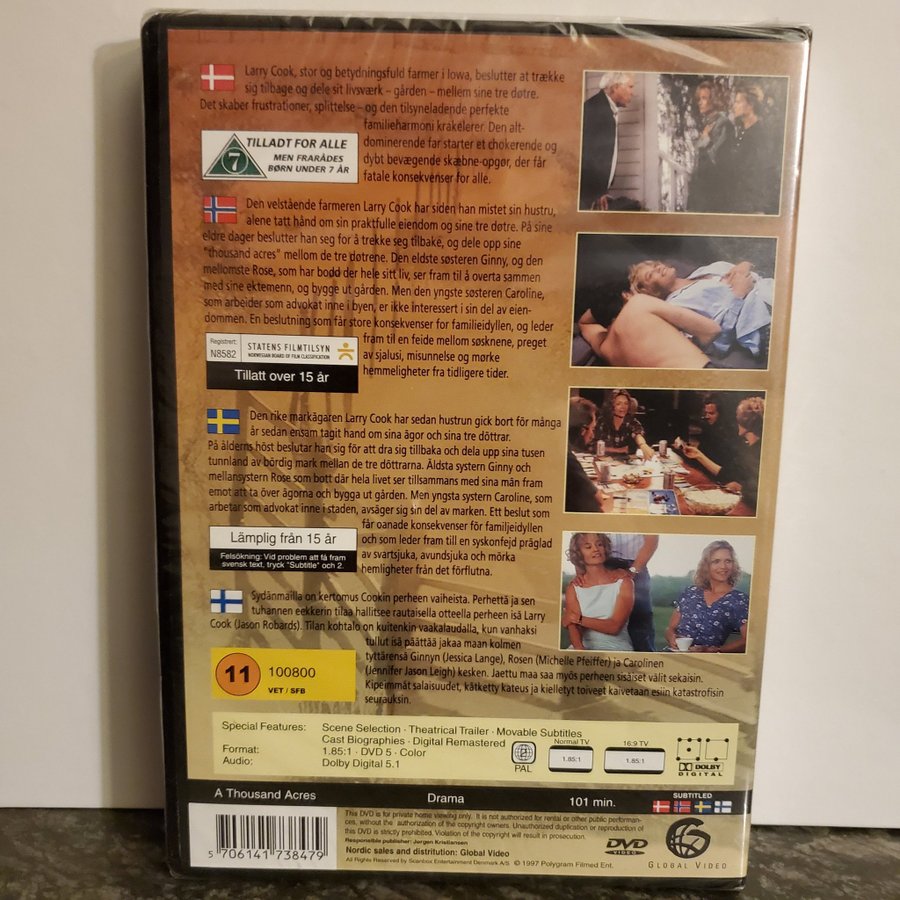 Larry Cook, stor og betydningsfuld farmer i Iowa, beslutter at trække
sig tilbage og dele sit livsværk – gården – mellem sine tre døtre.
Det skaber frustrationer, splittelse – og den tilsyneladende perfekte
familieharmoni krakelerer. Den alt-
dominerende far starter et chokerende og
dybt bevægende skæbne-opgør, der får
fatale konsekvenser for alle.
7
TILLADT FOR ALLE
MEN FRARÅDES
BØRN UNDER 7 ÅR
Den velstående farmeren Larry Cook har siden han mistet sin hustru,
alene tatt hånd om sin praktfulle eiendom og sine tre døtre. På sine
eldre dager beslutter han seg for å trekke seg tilbake, og dele opp sine
"thousand acres" mellom de tre døtrene. Den eldste søsteren Ginny, og den
mellomste Rose, som har bodd der hele sitt liv, ser fram til å overta sammen
med sine ektemenn, og bygge ut gården. Men den yngste søsteren Caroline,
som arbeider som advokat inne i byen, er ikke interessert i sin del av eien-
dommen. En beslutning som får store konsekvenser for familieidyllen, og leder
fram til en feide mellom søsknene, preget
av sjalusi, misunnelse og mørke
hemmeligheter fra tidligere tider.
Registrert:
N8582
STATENS FILMTILSYN
NORWEGIAN BOARD OF FILM CLASSIFICATION
Tillatt over 15 år
Den rike markägaren Larry Cook har sedan hustrun gick bort för många
år sedan ensam tagit hand om sina ägor och sina tre döttrar.
På ålderns höst beslutar han sig för att dra sig tillbaka och dela upp sina tusen
tunnland av bördig mark mellan de tre döttrarna. Äldsta systern Ginny och
mellansystern Rose som bott där hela livet ser tillsammans med sina mån fram
emot att ta över ägorna och bygga ut gården. Men yngsta systern Caroline, som
arbetar som advokat inne i staden, avsäger sig sin del av marken. Ett beslut som
får oanade konsekvenser för familjeidyllen
och som leder fram till en syskonfejd präglad
av svartsjuka, avundsjuka och mörka
hemligheter från det förflutna.
Lämplig från 15 år
Felsökning: Vid problem att få fram
svensk text, tryck "Subtitle" och 2.
Sydänmailla on kertomus Cookin perheen vaiheista. Perhettä ja sen
tuhannen eekkerin tilaa hallitsee rautaisella otteella perheen isä Larry
Cook (Jason Robards). Tilan kohtalo on kuitenkin vaakalaudalla, kun vanhaksi
tullut isä päättää jakaa maan kolmen
tyttärensä Ginnyn (Jessica Lange), Rosen (Michelle Pfeiffer) ja Carolinen
(Jennifer Jason Leigh) kesken. Jaettu maa saa myös perheen sisäiset välit sekaisin.
Kipeimmät salaisuudet, kätketty kateus ja kielletyt toiveet kaivetaan esiin katastrofisin
seurauksin.
11
100800
VET / SFB
Special Features: Scene Selection · Theatrical Trailer · Movable Subtitles
Cast Biographies · Digital Remastered
Format: 1.85:1 · DVD 5 · Color
Audio: Dolby Digital 5.1
2
PAL
Normal TV
1.85:1
16:9 TV
1.85:1
DOLBY
DIGITAL
A Thousand Acres
Drama
101 min.
SUBTITLED
5 706141 738479
This DVD is for private home viewing only. It is not authorized for rental or other public performan-
ces, without the authorization of the copyright owners. Unauthorized duplication or reproduction of
this DVD is strictly prohibited. Violation of the copyright will result in prosecution.
Responsible publisher: Jørgen Kristiansen
Nordic sales and distrilution: Global Video
All Rights Reserved by Scanbox Entertainment Denmark A/S © 1997 Polygram Filmed Ent.
DVD
VIDEO
GLOBAL VIDEO